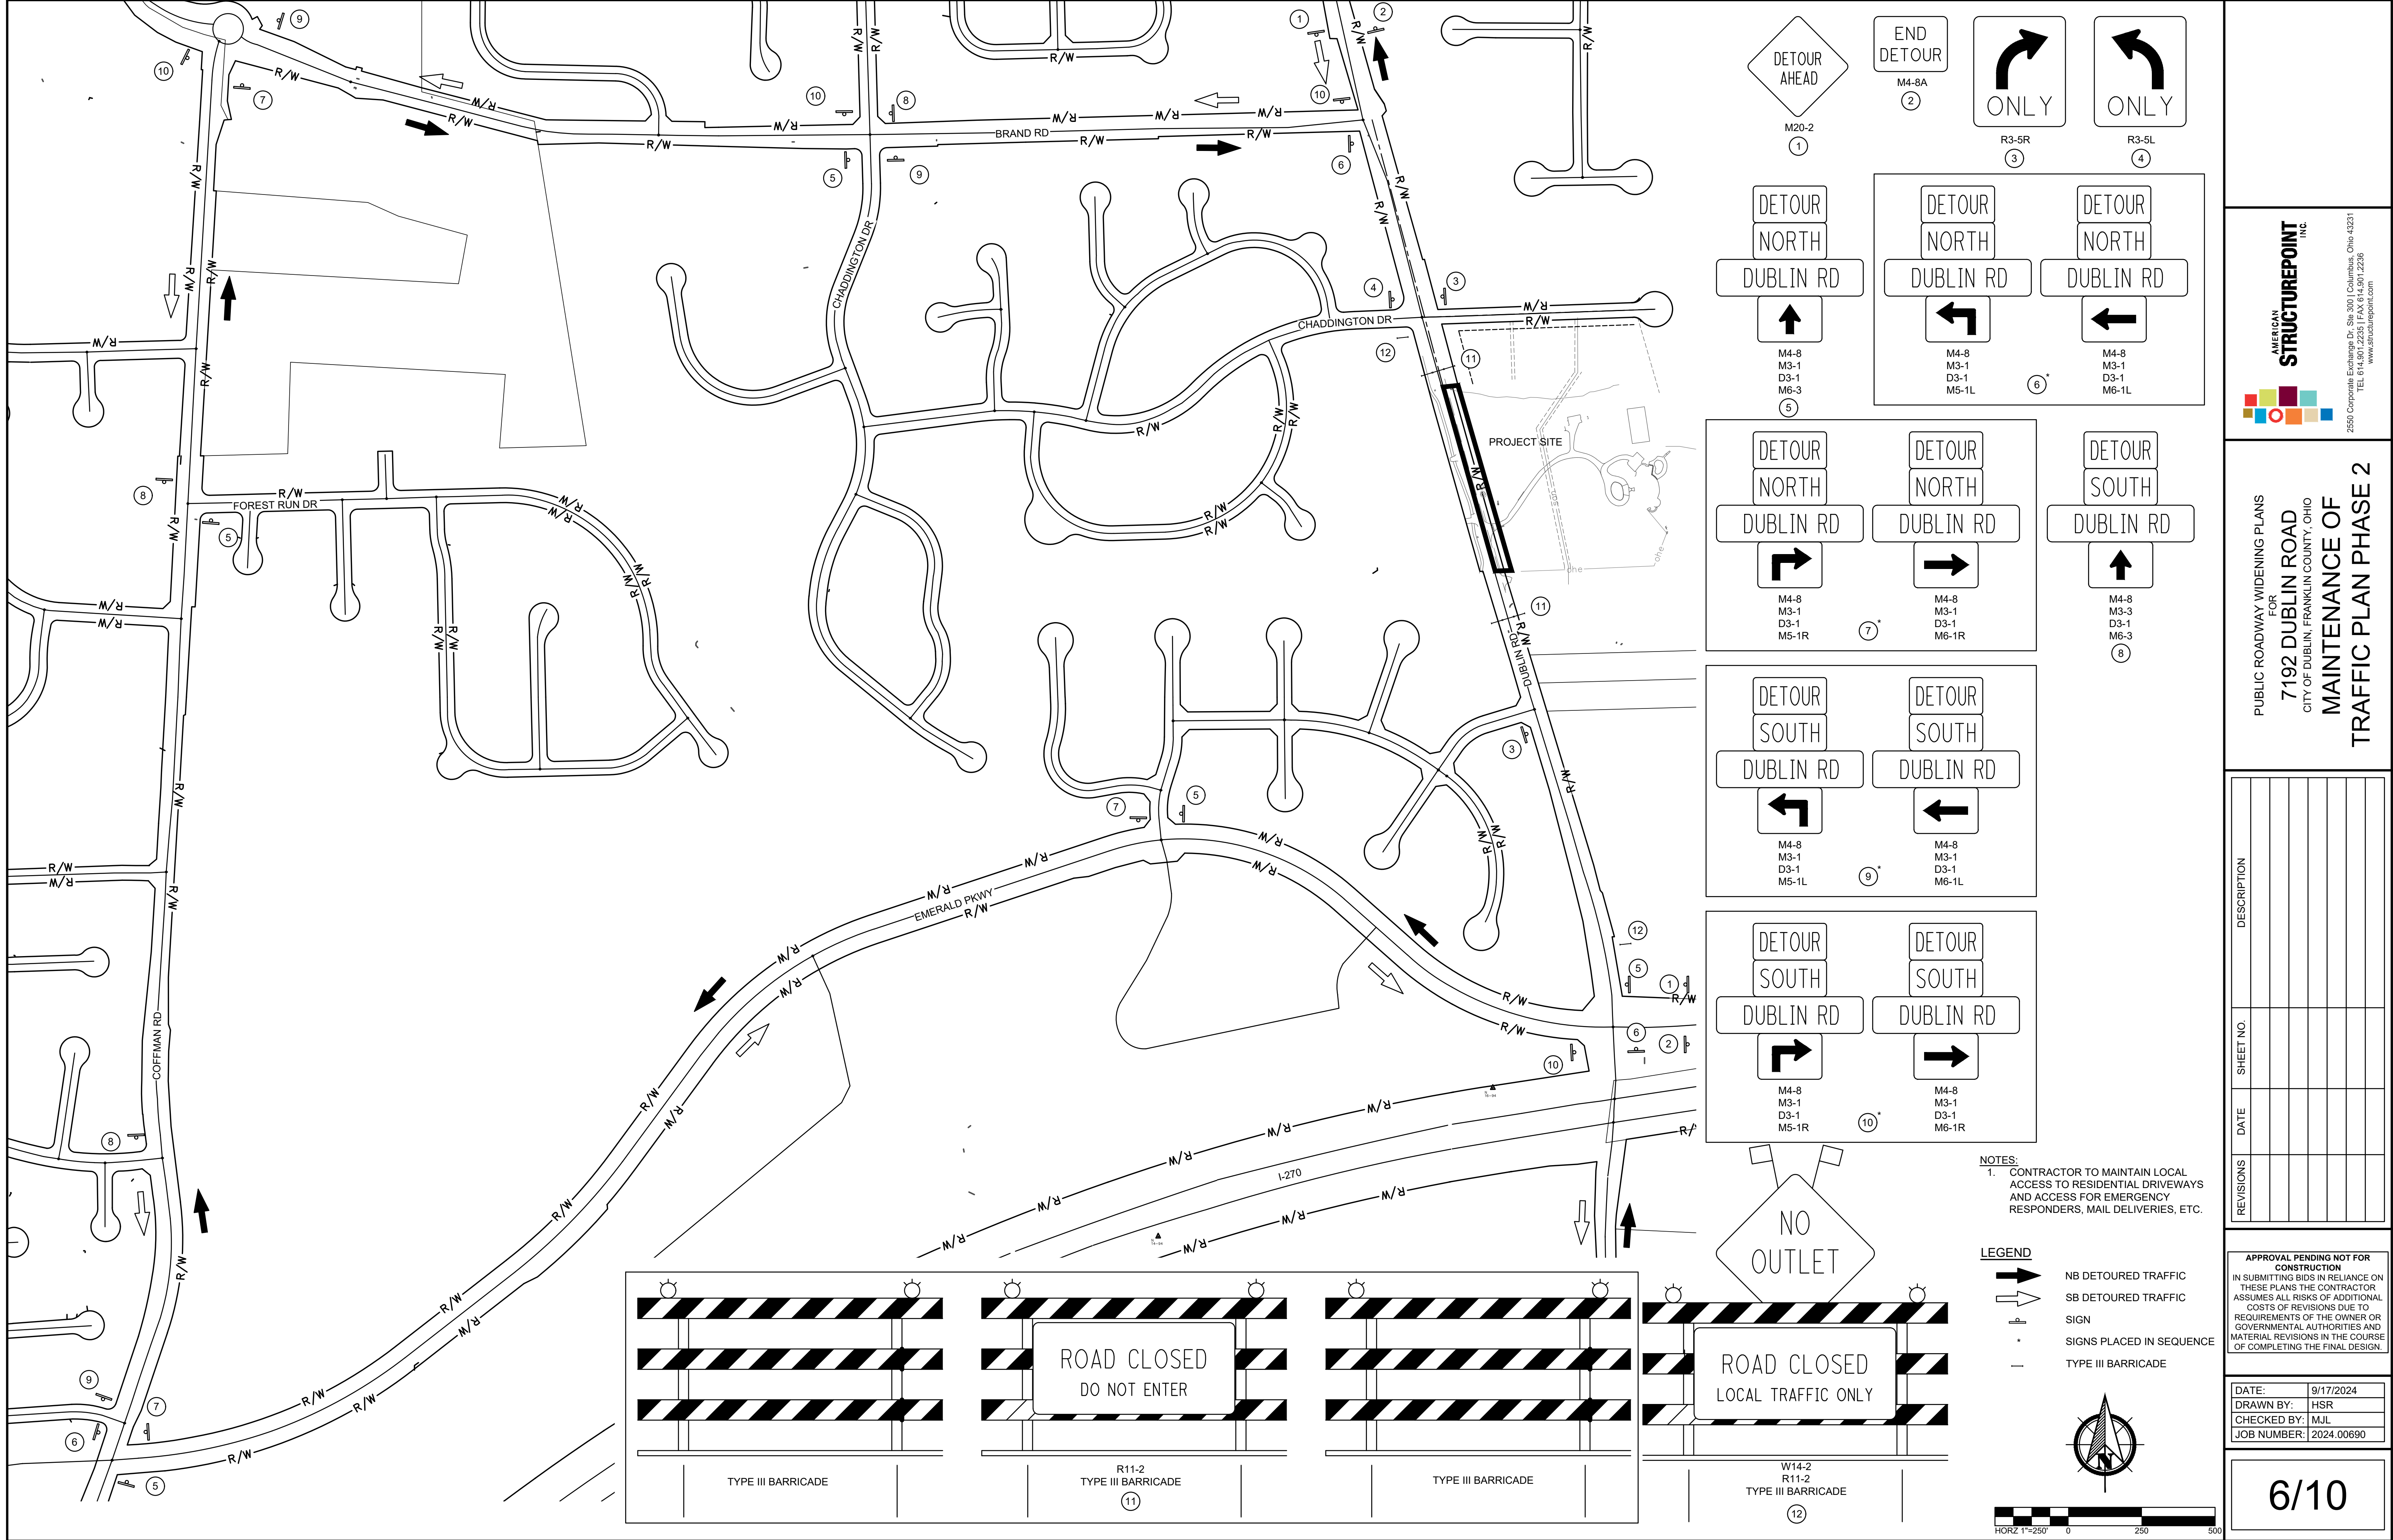 DETOUR
AHEAD
M20-2
1
END
DETOUR
M4-8A
2
ONLY
R3-5R
3
ONLY
R3-5L
4
DETOUR
NORTH
DUBLIN RD
M4-8
M3-1
D3-1
M6-3
5
DETOUR
NORTH
DUBLIN RD
M4-8
M3-1
D3-1
M5-1L
6*
DETOUR
NORTH
DUBLIN RD
M4-8
M3-1
D3-1
M6-1L
DETOUR
NORTH
DUBLIN RD
M4-8
M3-1
D3-1
M5-1R
7*
DETOUR
NORTH
DUBLIN RD
M4-8
M3-1
D3-1
M6-1R
DETOUR
SOUTH
DUBLIN RD
M4-8
M3-3
D3-1
M6-3
8
DETOUR
SOUTH
DUBLIN RD
M4-8
M3-1
D3-1
M5-1L
9*
DETOUR
SOUTH
DUBLIN RD
M4-8
M3-1
D3-1
M6-1L
DETOUR
SOUTH
DUBLIN RD
M4-8
M3-1
D3-1
M5-1R
10*
DETOUR
SOUTH
DUBLIN RD
M4-8
M3-1
D3-1
M6-1R
BRAND RD
CHADDINGTON DR
CHADDINGTON DR
FOREST RUN DR
PROJECT SITE
ohe
ohe
DUBLIN RD
EMERALD PKWY
COFFMAN RD
I-270
R/W
NO
OUTLET
ROAD CLOSED
DO NOT ENTER
ROAD CLOSED
LOCAL TRAFFIC ONLY
TYPE III BARRICADE
R11-2
TYPE III BARRICADE
11
TYPE III BARRICADE
W14-2
R11-2
TYPE III BARRICADE
12
NOTES:
1. CONTRACTOR TO MAINTAIN LOCAL
ACCESS TO RESIDENTIAL DRIVEWAYS
AND ACCESS FOR EMERGENCY
RESPONDERS, MAIL DELIVERIES, ETC.
LEGEND
NB DETOURED TRAFFIC
SB DETOURED TRAFFIC
SIGN
* SIGNS PLACED IN SEQUENCE
TYPE III BARRICADE
N
HORZ 1"=250' 0 250 500
AMERICAN
STRUCTUREPOINT
INC.
2550 Corporate Exchange Dr, Ste 300 | Columbus, Ohio 43231
TEL 614.901.2235 | FAX 614.901.2236
www.structurepoint.com
PUBLIC ROADWAY WIDENING PLANS
FOR
7192 DUBLIN ROAD
CITY OF DUBLIN, FRANKLIN COUNTY, OHIO
MAINTENANCE OF
TRAFFIC PLAN PHASE 2
REVISIONS DATE SHEET NO. DESCRIPTION
APPROVAL PENDING NOT FOR
CONSTRUCTION
IN SUBMITTING BIDS IN RELIANCE ON
THESE PLANS THE CONTRACTOR
ASSUMES ALL RISKS OF ADDITIONAL
COSTS OF REVISIONS DUE TO
REQUIREMENTS OF THE OWNER OR
GOVERNMENTAL AUTHORITIES AND
MATERIAL REVISIONS IN THE COURSE
OF COMPLETING THE FINAL DESIGN.
DATE: 9/17/2024
DRAWN BY: HSR
CHECKED BY: MJL
JOB NUMBER: 2024.00690
6/10